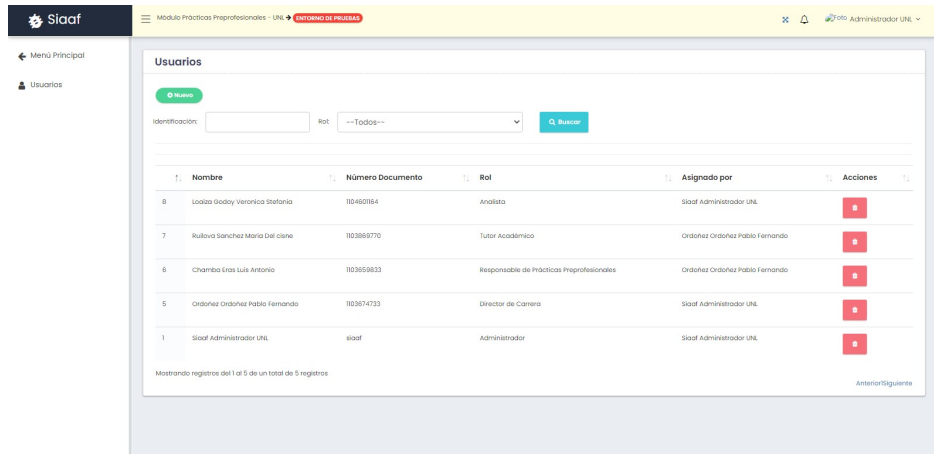 Siaaf
Módulo Prácticas Preprofesionales - UNL → ENTORNO DE PRUEBAS
Foto Administrador UNL
Menú Principal
Usuarios
Usuarios
Nuevo
Identificación:
Rol:
--Todos--
Buscar
Nombre Número Documento Rol Asignado por Acciones
8 Loaiza Godoy Veronica Stefania 1104601164 Analista Siaaf Administrador UNL
7 Ruilova Sanchez Maria Del cisne 1103869770 Tutor Académico Ordoñez Ordoñez Pablo Fernando
6 Chamba Eras Luis Antonio 1103659833 Responsable de Prácticas Preprofesionales Ordoñez Ordoñez Pablo Fernando
5 Ordoñez Ordoñez Pablo Fernando 1103674733 Director de Carrera Siaaf Administrador UNL
1 Siaaf Administrador UNL siaaf Administrador Siaaf Administrador UNL
Mostrando registros del 1 al 5 de un total de 5 registros
Anterior1Siguiente